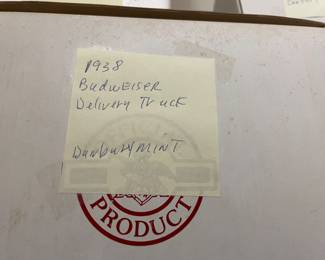 1938
Budweiser
Delivery Truck
Danbury Mint
PRODUCT